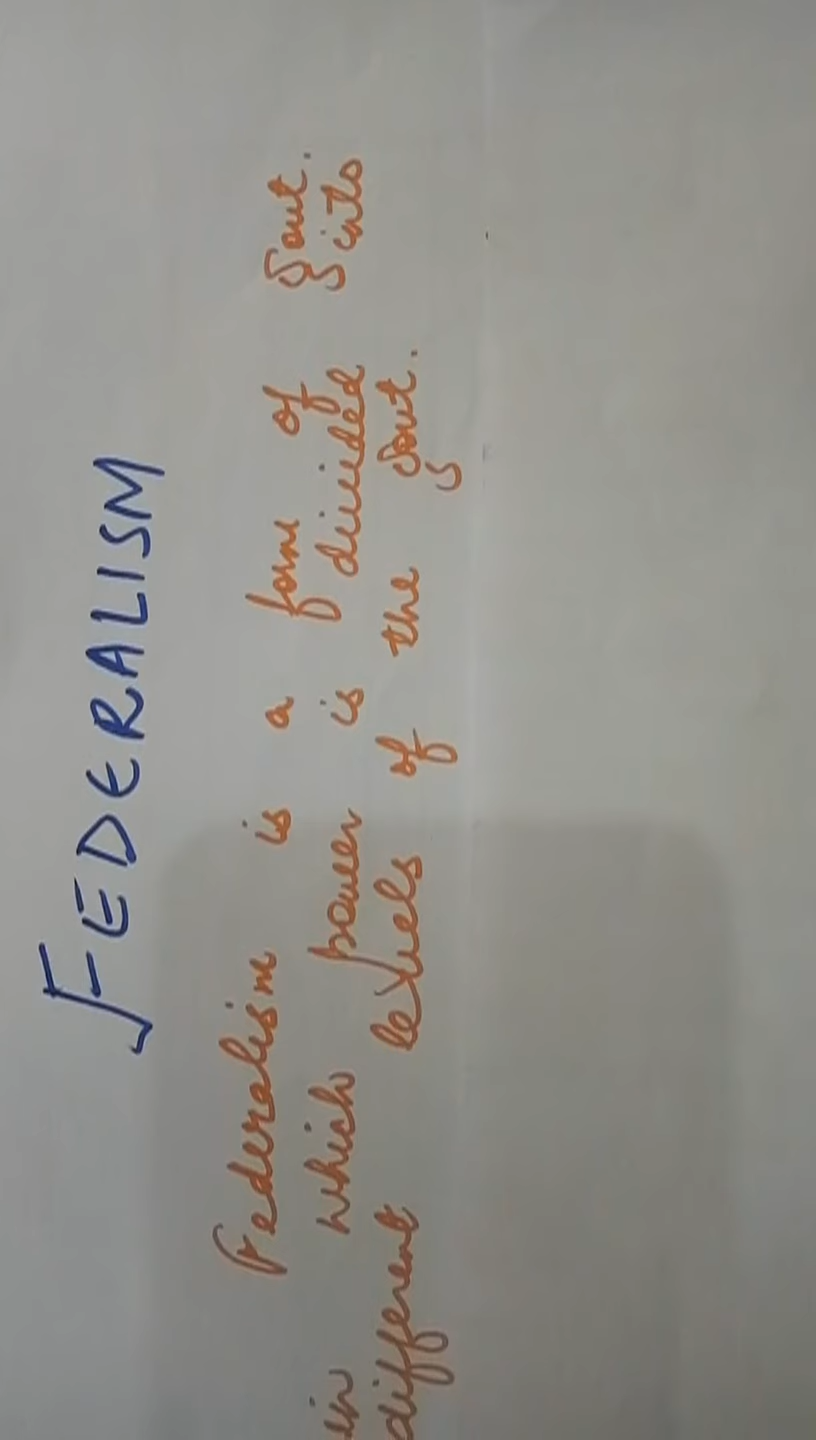 FEDERALISM
Federalism is a form of govt.
in which power is divided into
different levels of the govt.